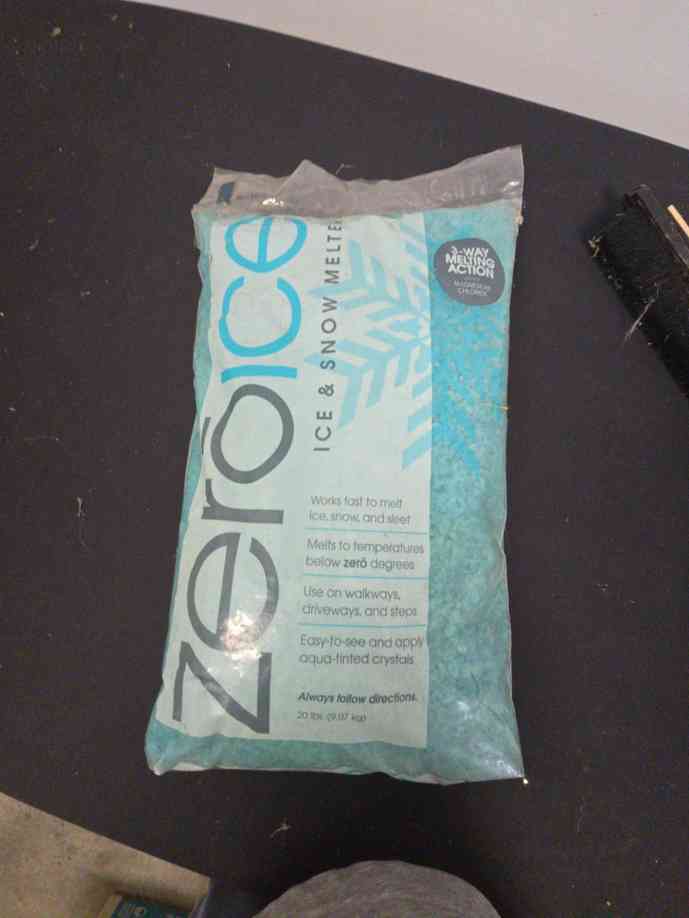 zerōice
ICE & SNOW MELTER
3-WAY
MELTING
ACTION
MAGNESIUM
CHLORIDE
Works fast to melt
ice, snow, and sleet
Melts to temperatures
below zerō degrees
Use on walkways,
driveways, and steps
Easy-to-see and apply
aqua-tinted crystals
Always follow directions.
20 lbs. (9.07 kg)